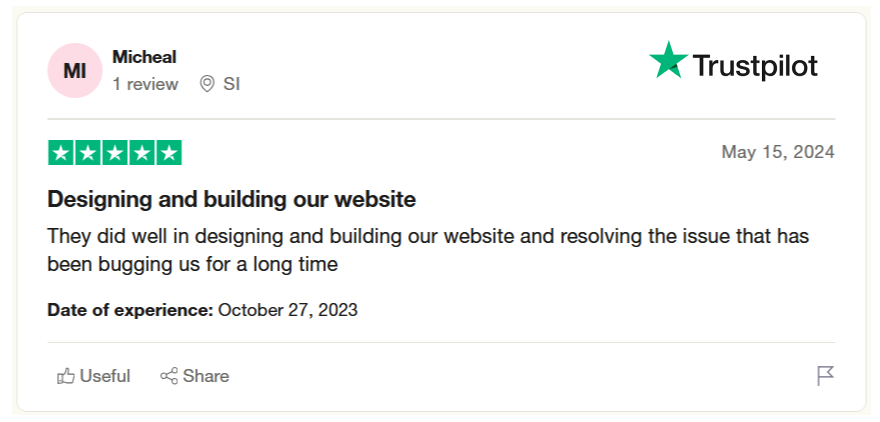 MI
Micheal
1 review
SI
Trustpilot
May 15, 2024
Designing and building our website
They did well in designing and building our website and resolving the issue that has
been bugging us for a long time
Date of experience: October 27, 2023
Useful
Share